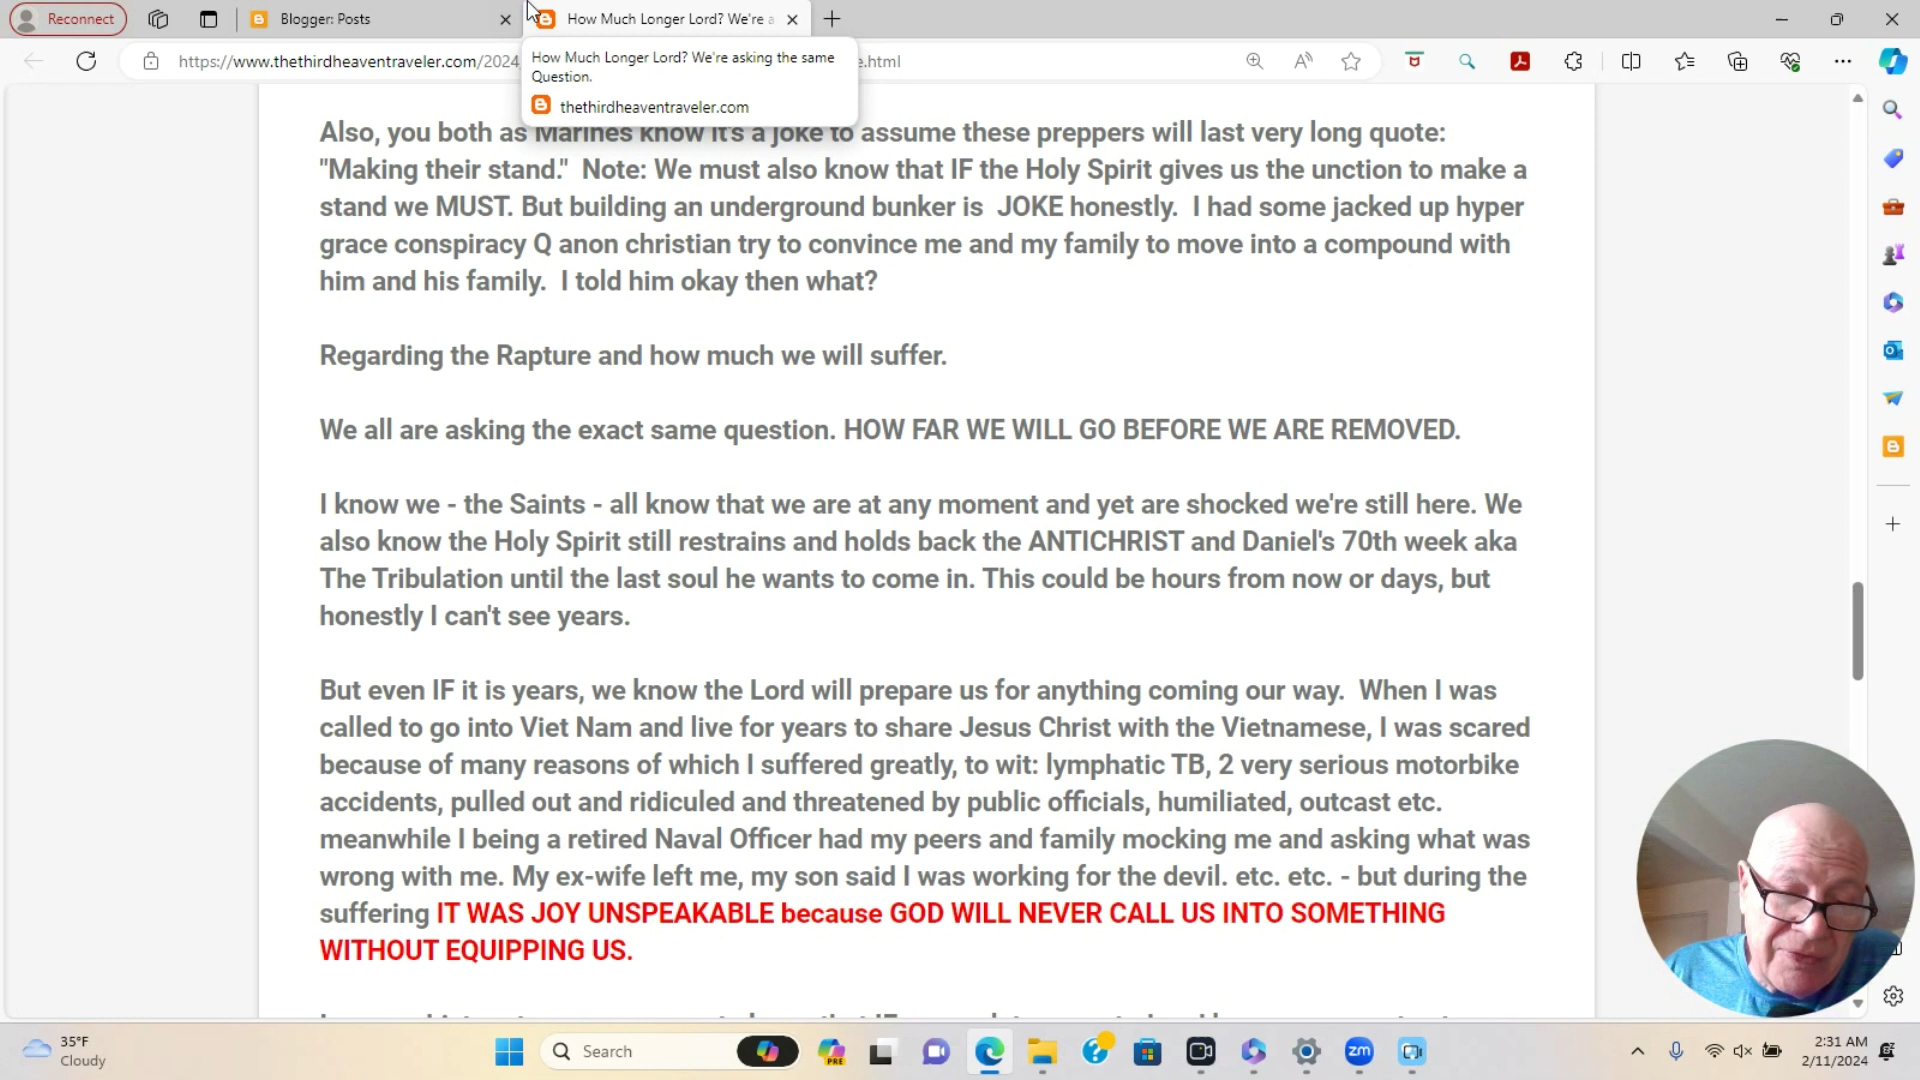 Reconnect
Blogger: Posts
How Much Longer Lord? We're a
https://www.thethirdheaventraveler.com/2024
e.html
How Much Longer Lord? We're asking the same
Question.
thethirdheaventraveler.com
Also, you both as Marines know it's a joke to assume these preppers will last very long quote:
"Making their stand."  Note: We must also know that IF the Holy Spirit gives us the unction to make a
stand we MUST. But building an underground bunker is  JOKE honestly.  I had some jacked up hyper
grace conspiracy Q anon christian try to convince me and my family to move into a compound with
him and his family.  I told him okay then what?
Regarding the Rapture and how much we will suffer.
We all are asking the exact same question. HOW FAR WE WILL GO BEFORE WE ARE REMOVED.
I know we - the Saints - all know that we are at any moment and yet are shocked we're still here. We
also know the Holy Spirit still restrains and holds back the ANTICHRIST and Daniel's 70th week aka
The Tribulation until the last soul he wants to come in. This could be hours from now or days, but
honestly I can't see years.
But even IF it is years, we know the Lord will prepare us for anything coming our way.  When I was
called to go into Viet Nam and live for years to share Jesus Christ with the Vietnamese, I was scared
because of many reasons of which I suffered greatly, to wit: lymphatic TB, 2 very serious motorbike
accidents, pulled out and ridiculed and threatened by public officials, humiliated, outcast etc.
meanwhile I being a retired Naval Officer had my peers and family mocking me and asking what was
wrong with me. My ex-wife left me, my son said I was working for the devil. etc. etc. - but during the
suffering IT WAS JOY UNSPEAKABLE because GOD WILL NEVER CALL US INTO SOMETHING
WITHOUT EQUIPPING US.
35°F
Cloudy
Search
PRE
zm
2:31 AM
2/11/2024